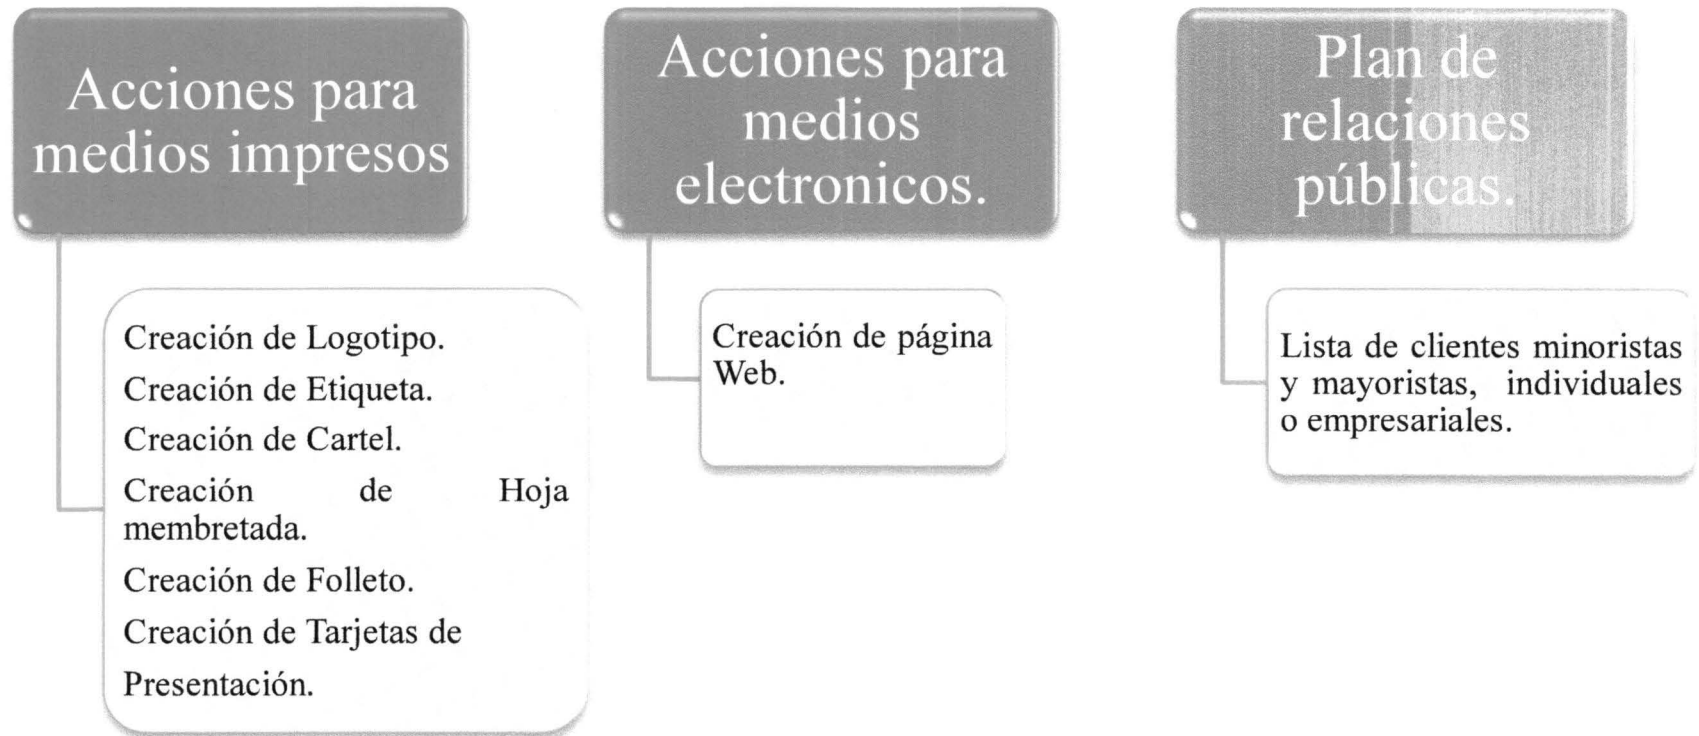 Acciones para
medios impresos
Creación de Logotipo.
Creación de Etiqueta.
Creación de Cartel.
Creación de Hoja
membretada.
Creación de Folleto.
Creación de Tarjetas de
Presentación.
Acciones para
medios
electronicos.
Creación de página
Web.
Plan de
relaciones
públicas.
Lista de clientes minoristas
y mayoristas, individuales
o empresariales.